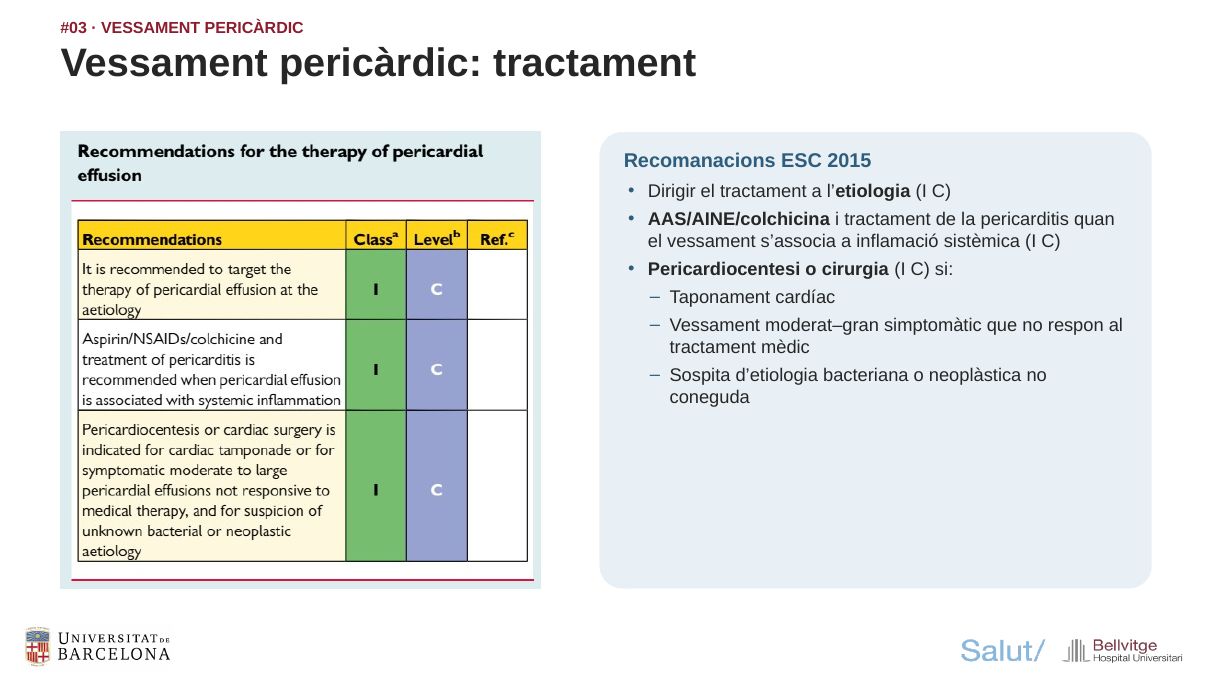 #03 · VESSAMENT PERICÀRDIC
Vessament pericàrdic: tractament
Recommendations for the therapy of pericardial
effusion
Recommendations Classᵃ Levelᵇ Ref.ᶜ
It is recommended to target the
therapy of pericardial effusion at the
aetiology
I C
Aspirin/NSAIDs/colchicine and
treatment of pericarditis is
recommended when pericardial effusion
is associated with systemic inflammation
I C
Pericardiocentesis or cardiac surgery is
indicated for cardiac tamponade or for
symptomatic moderate to large
pericardial effusions not responsive to
medical therapy, and for suspicion of
unknown bacterial or neoplastic
aetiology
I C
Recomanacions ESC 2015
• Dirigir el tractament a l’etiologia (I C)
• AAS/AINE/colchicina i tractament de la pericarditis quan
el vessament s’associa a inflamació sistèmica (I C)
• Pericardiocentesi o cirurgia (I C) si:
– Taponament cardíac
– Vessament moderat–gran simptomàtic que no respon al
tractament mèdic
– Sospita d’etiologia bacteriana o neoplàstica no
coneguda
UNIVERSITAT DE
BARCELONA
Salut/
Bellvitge
Hospital Universitari